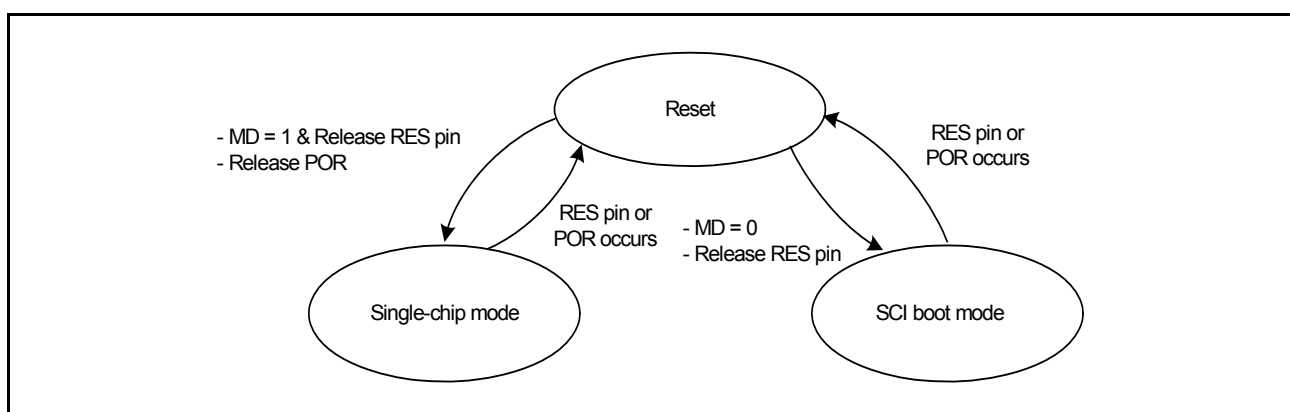 Reset
- MD = 1 & Release RES pin
- Release POR
RES pin or
POR occurs
RES pin or
POR occurs
- MD = 0
- Release RES pin
Single-chip mode
SCI boot mode